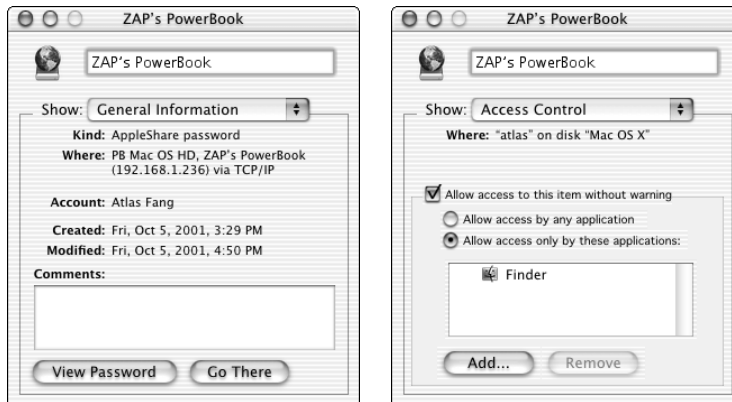 ZAP's PowerBook
ZAP's PowerBook
Show: General Information
Kind: AppleShare password
Where: PB Mac OS HD, ZAP's PowerBook
(192.168.1.236) via TCP/IP
Account: Atlas Fang
Created: Fri, Oct 5, 2001, 3:29 PM
Modified: Fri, Oct 5, 2001, 4:50 PM
Comments:
View Password
Go There
ZAP's PowerBook
ZAP's PowerBook
Show: Access Control
Where: “atlas” on disk “Mac OS X”
Allow access to this item without warning
Allow access by any application
Allow access only by these applications:
Finder
Add...
Remove